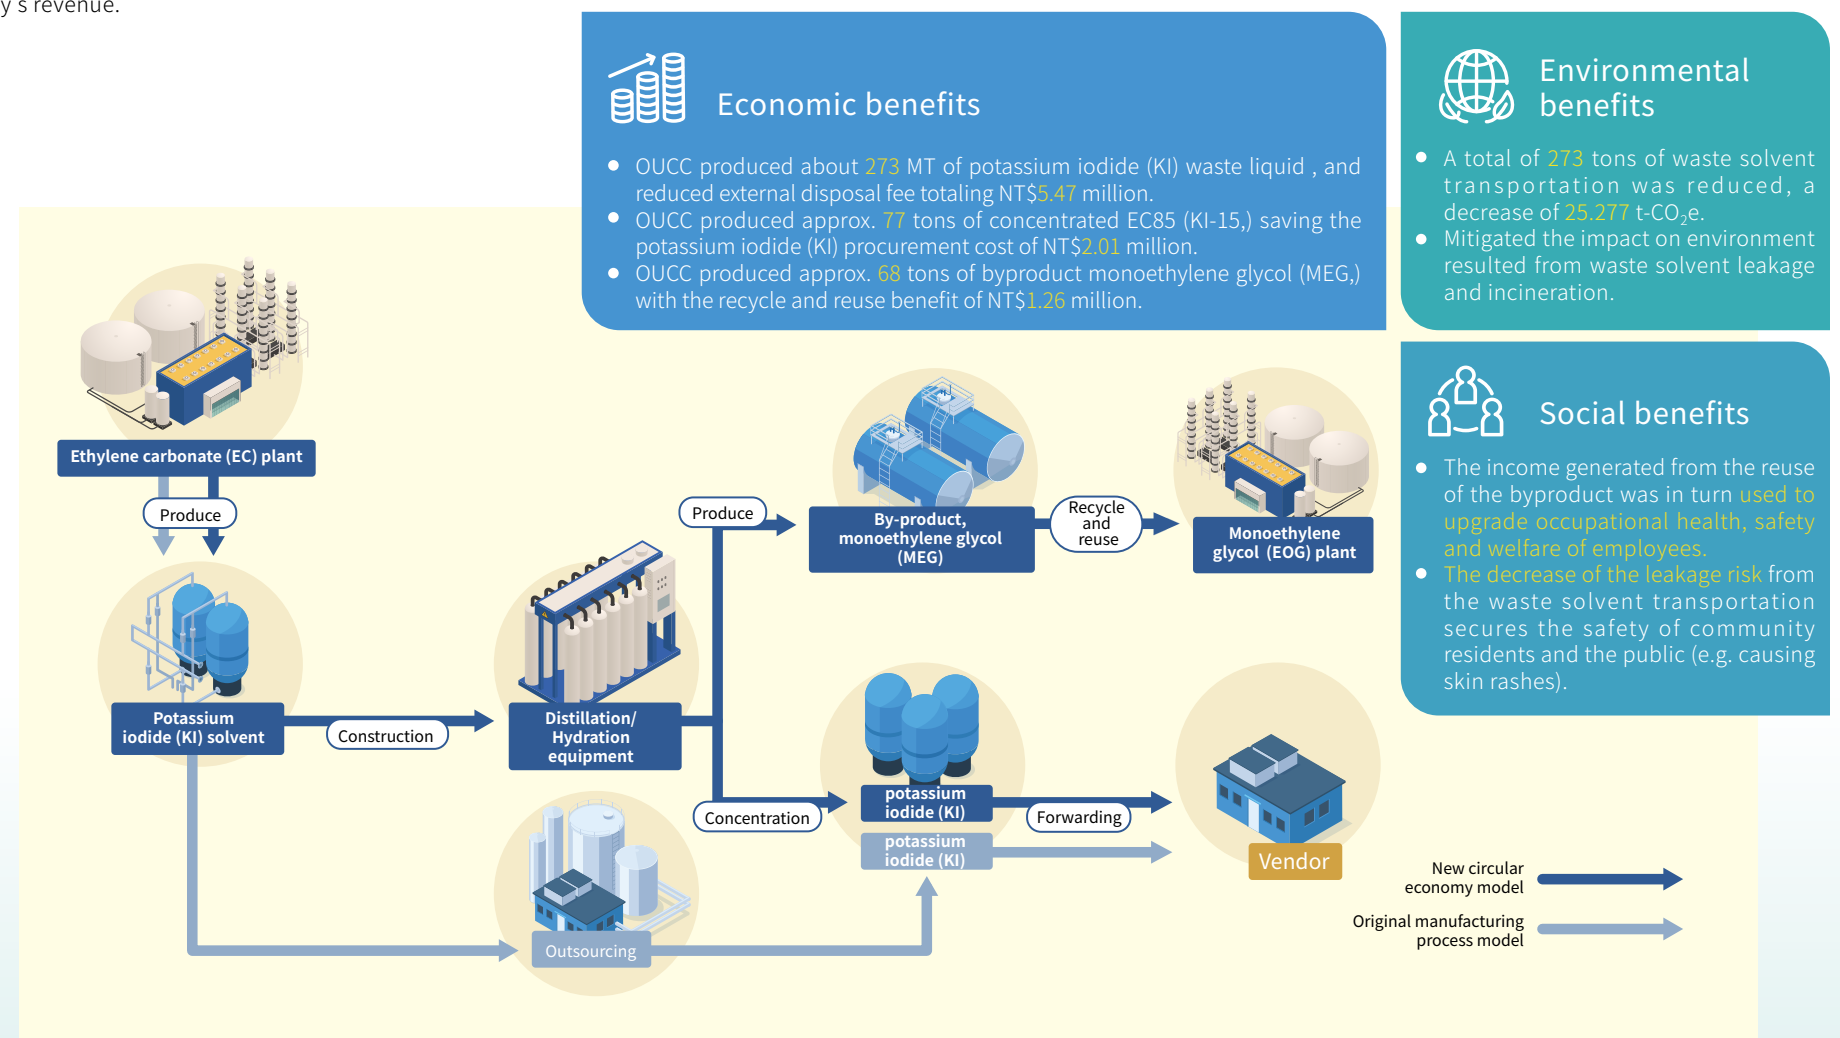 y's revenue.
Economic benefits
● OUCC produced about 273 MT of potassium iodide (KI) waste liquid , and
reduced external disposal fee totaling NT$5.47 million.
● OUCC produced approx. 77 tons of concentrated EC85 (KI-15,) saving the
potassium iodide (KI) procurement cost of NT$2.01 million.
● OUCC produced approx. 68 tons of byproduct monoethylene glycol (MEG,)
with the recycle and reuse benefit of NT$1.26 million.
Environmental
benefits
● A total of 273 tons of waste solvent
transportation was reduced, a
decrease of 25.277 t-CO₂e.
● Mitigated the impact on environment
resulted from waste solvent leakage
and incineration.
Social benefits
● The income generated from the reuse
of the byproduct was in turn used to
upgrade occupational health, safety
and welfare of employees.
● The decrease of the leakage risk from
the waste solvent transportation
secures the safety of community
residents and the public (e.g. causing
skin rashes).
Ethylene carbonate (EC) plant
Produce
Potassium
iodide (KI) solvent
Construction
Distillation/
Hydration
equipment
Produce
By-product,
monoethylene glycol
(MEG)
Recycle
and
reuse
Monoethylene
glycol (EOG) plant
Concentration
potassium
iodide (KI)
Forwarding
potassium
iodide (KI)
Vendor
Outsourcing
New circular
economy model
Original manufacturing
process model